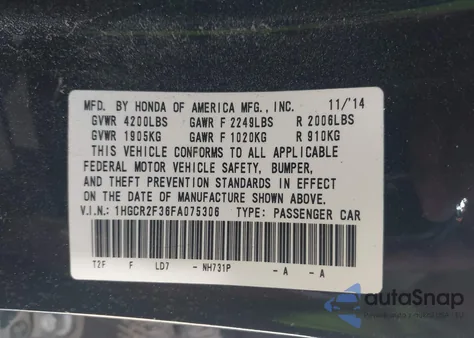 MFD. BY HONDA OF AMERICA MFG., INC. 11/'14
GVWR 4200LBS GAWR F 2249LBS R 2006LBS
GVWR 1905KG GAWR F 1020KG R 910KG
THIS VEHICLE CONFORMS TO ALL APPLICABLE
FEDERAL MOTOR VEHICLE SAFETY, BUMPER,
AND THEFT PREVENTION STANDARDS IN EFFECT
ON THE DATE OF MANUFACTURE SHOWN ABOVE.
V.I.N.: 1HGCR2F36FA075306 TYPE: PASSENGER CAR
T2F F LD7 - NH731P - A - A
autoSnap